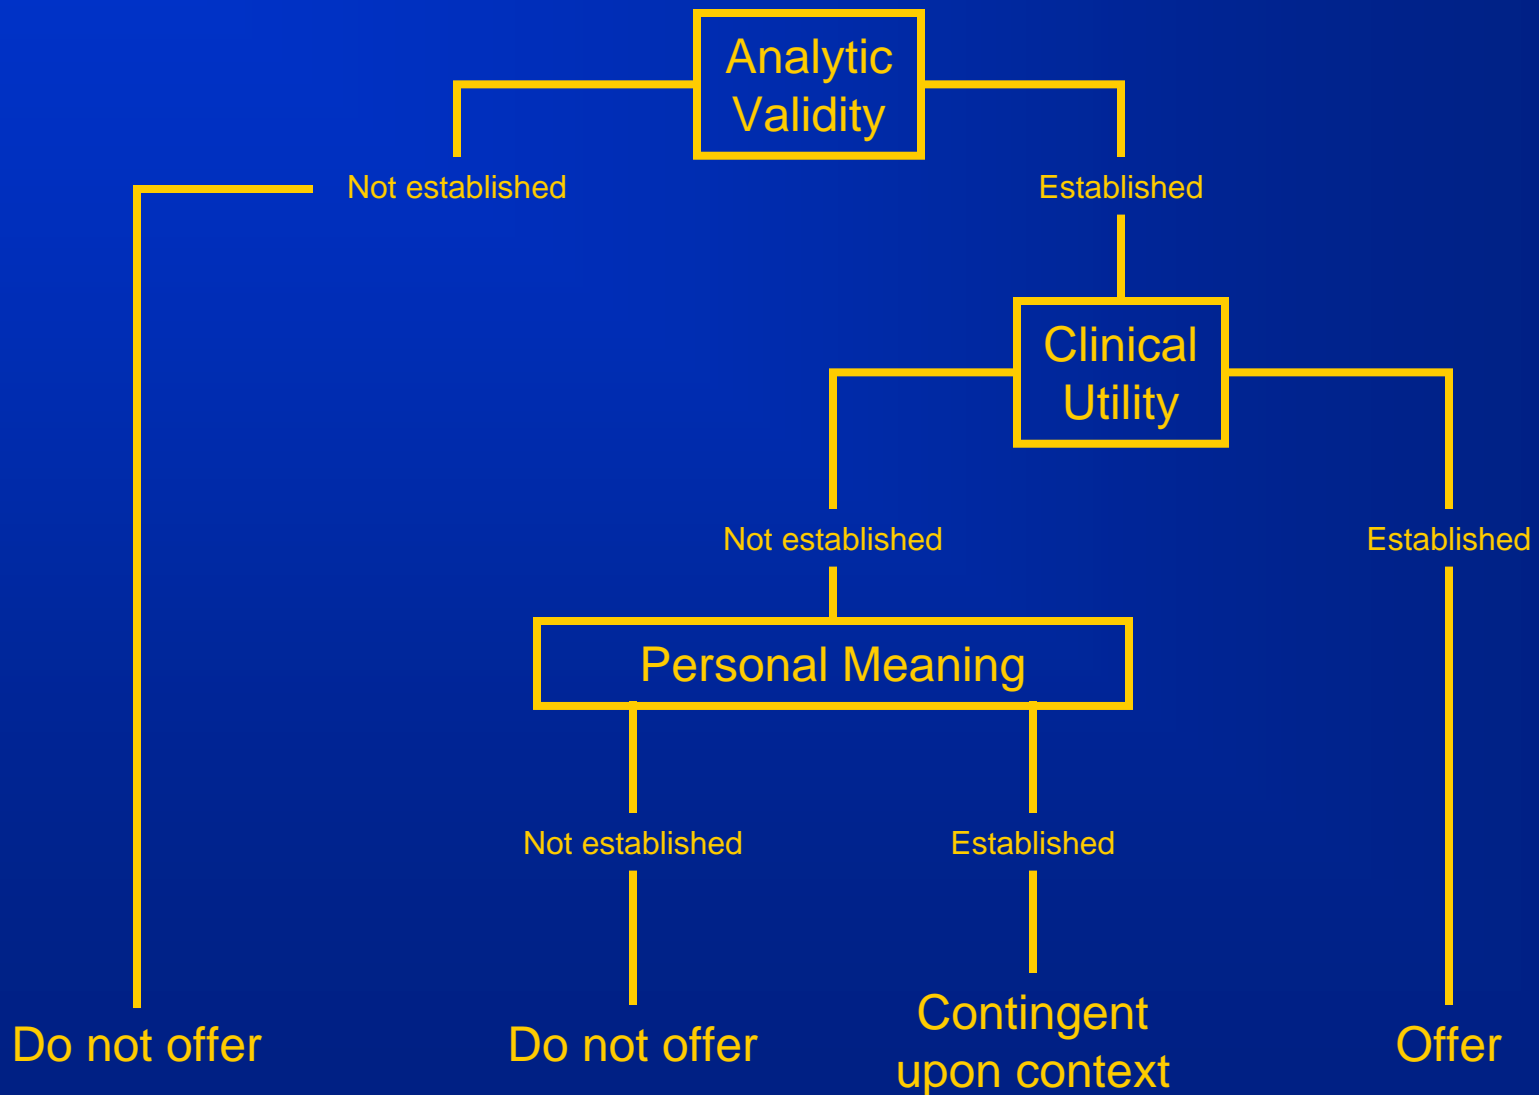 Analytic
Validity
Not established
Established
Clinical
Utility
Not established
Established
Personal Meaning
Not established
Established
Do not offer
Do not offer
Contingent
upon context
Offer